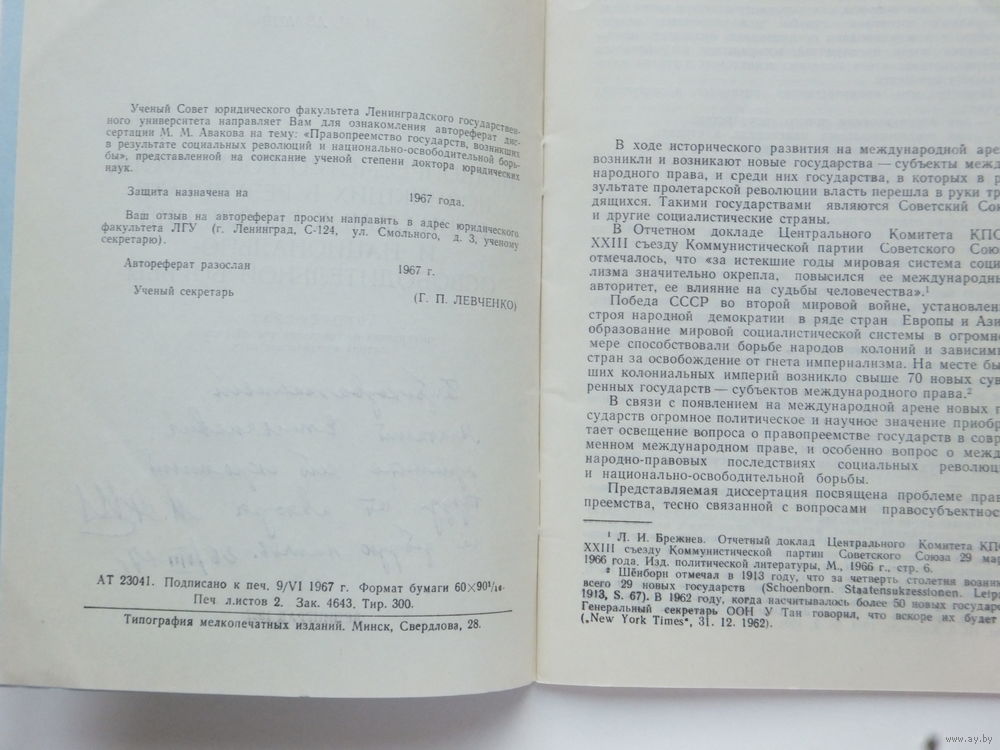 Ученый Совет юридического факультета Ленинградского государствен-
ного университета направляет Вам для ознакомления автореферат дис-
сертации М. М. Авакова на тему: «Правопреемство государств, возникших
в результате социальных революций и национально-освободительной борь-
бы», представленной на соискание ученой степени доктора юридических
наук.
Защита назначена на 1967 года.
Ваш отзыв на автореферат просим направить в адрес юридического
факультета ЛГУ (г. Ленинград, С-124, ул. Смольного, д. 3, ученому
секретарю).
Автореферат разослан 1967 г.
Ученый секретарь (Г. П. ЛЕВЧЕНКО)
АТ 23041. Подписано к печ. 9/VI 1967 г. Формат бумаги 60×90¹/₁₆.
Печ. листов 2. Зак. 4643. Тир. 300.
Типография мелкопечатных изданий. Минск, Свердлова, 28.
В ходе исторического развития на международной аре
возникли и возникают новые государства — субъекты межд
народного права, и среди них государства, в которых в р
зультате пролетарской революции власть перешла в руки тр
дящихся. Такими государствами являются Советский Сою
и другие социалистические страны.
В Отчетном докладе Центрального Комитета КПС
XXIII съезду Коммунистической партии Советского Союз
отмечалось, что «за истекшие годы мировая система социа
лизма значительно окрепла, повысился ее международны
авторитет, ее влияние на судьбы человечества».¹
Победа СССР во второй мировой войне, установлени
строя народной демократии в ряде стран Европы и Ази
образование мировой социалистической системы в огромно
мере способствовали борьбе народов колоний и зависимы
стран за освобождение от гнета империализма. На месте бы
ших колониальных империй возникло свыше 70 новых сув
ренных государств — субъектов международного права.²
В связи с появлением на международной арене новых г
сударств огромное политическое и научное значение приобр
тает освещение вопроса о правопреемстве государств в совр
менном международном праве, и особенно вопрос о межд
народно-правовых последствиях социальных революц
и национально-освободительной борьбы.
Представляемая диссертация посвящена проблеме прав
преемства, тесно связанной с вопросами правосубъектнос
¹ Л. И. Брежнев. Отчетный доклад Центрального Комитета КПС
XXIII съезду Коммунистической партии Советского Союза 29 мар
1966 года. Изд. политической литературы, М., 1966 г., стр. 6.
² Шёнборн отмечал в 1913 году, что за четверть столетия возник
всего 29 новых государств (Schoenborn. Staatensukzessionen. Leipz
1913, S. 67). В 1962 году, когда насчитывалось более 50 новых государс
Генеральный секретарь ООН У Тан говорил, что вскоре их будет
(„New York Times", 31. 12. 1962).
www.ay.by